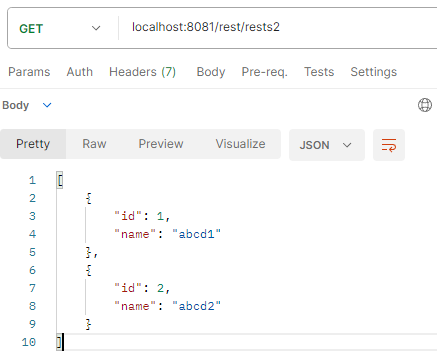 GET localhost:8081/rest/rests2
Params Auth Headers (7) Body Pre-req. Tests Settings
Body
Pretty Raw Preview Visualize JSON
1 [
2 {
3 "id": 1,
4 "name": "abcd1"
5 },
6 {
7 "id": 2,
8 "name": "abcd2"
9 }
10 ]